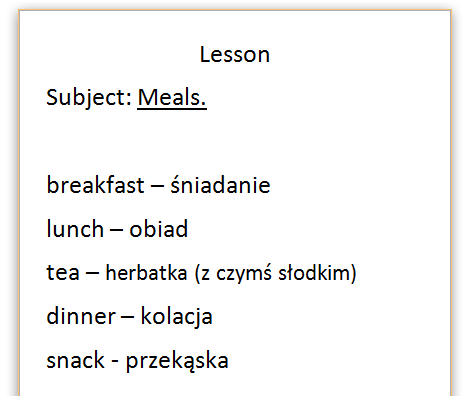 Lesson
Subject: Meals.
breakfast – śniadanie
lunch – obiad
tea – herbatka (z czymś słodkim)
dinner – kolacja
snack - przekąska